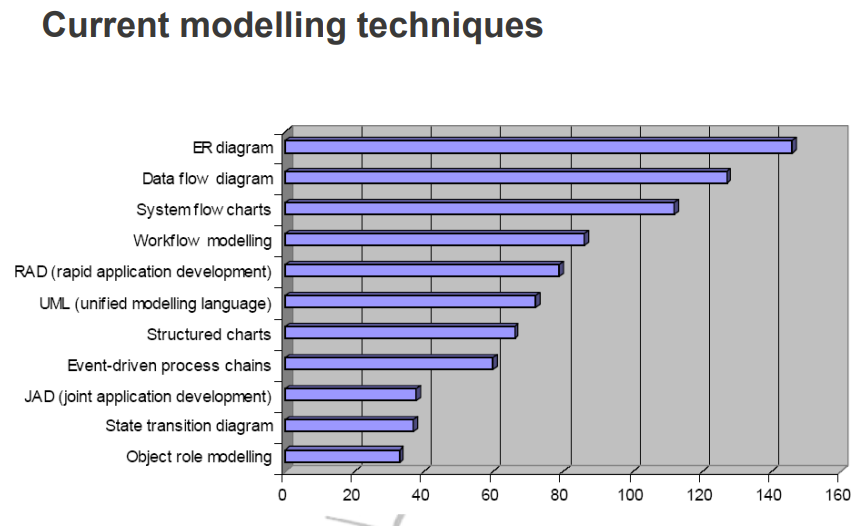 Current modelling techniques
ER diagram
Data flow diagram
System flow charts
Workflow modelling
RAD (rapid application development)
UML (unified modelling language)
Structured charts
Event-driven process chains
JAD (joint application development)
State transition diagram
Object role modelling
0 20 40 60 80 100 120 140 160